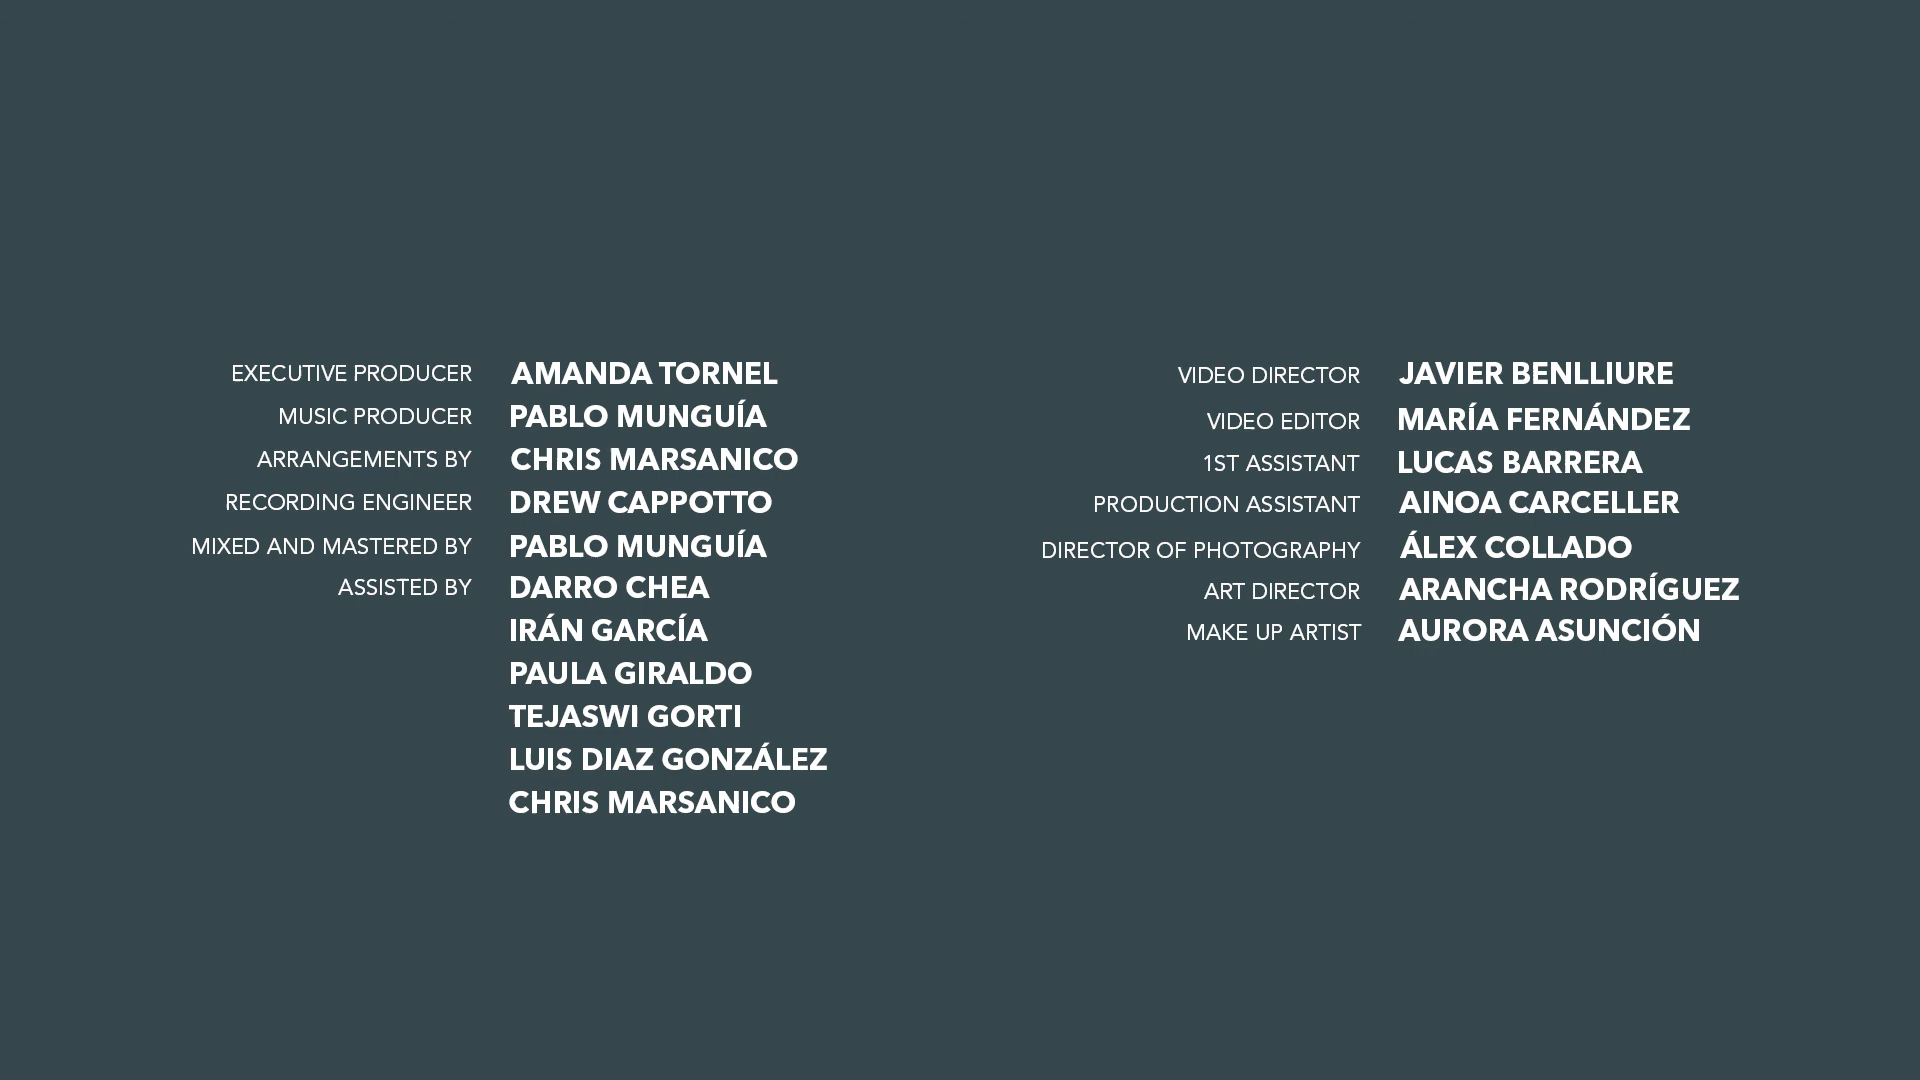 EXECUTIVE PRODUCER AMANDA TORNEL
MUSIC PRODUCER PABLO MUNGUÍA
ARRANGEMENTS BY CHRIS MARSANICO
RECORDING ENGINEER DREW CAPPOTTO
MIXED AND MASTERED BY PABLO MUNGUÍA
ASSISTED BY DARRO CHEA
IRÁN GARCÍA
PAULA GIRALDO
TEJASWI GORTI
LUIS DIAZ GONZÁLEZ
CHRIS MARSANICO
VIDEO DIRECTOR JAVIER BENLLIURE
VIDEO EDITOR MARÍA FERNÁNDEZ
1ST ASSISTANT LUCAS BARRERA
PRODUCTION ASSISTANT AINOA CARCELLER
DIRECTOR OF PHOTOGRAPHY ÁLEX COLLADO
ART DIRECTOR ARANCHA RODRÍGUEZ
MAKE UP ARTIST AURORA ASUNCIÓN